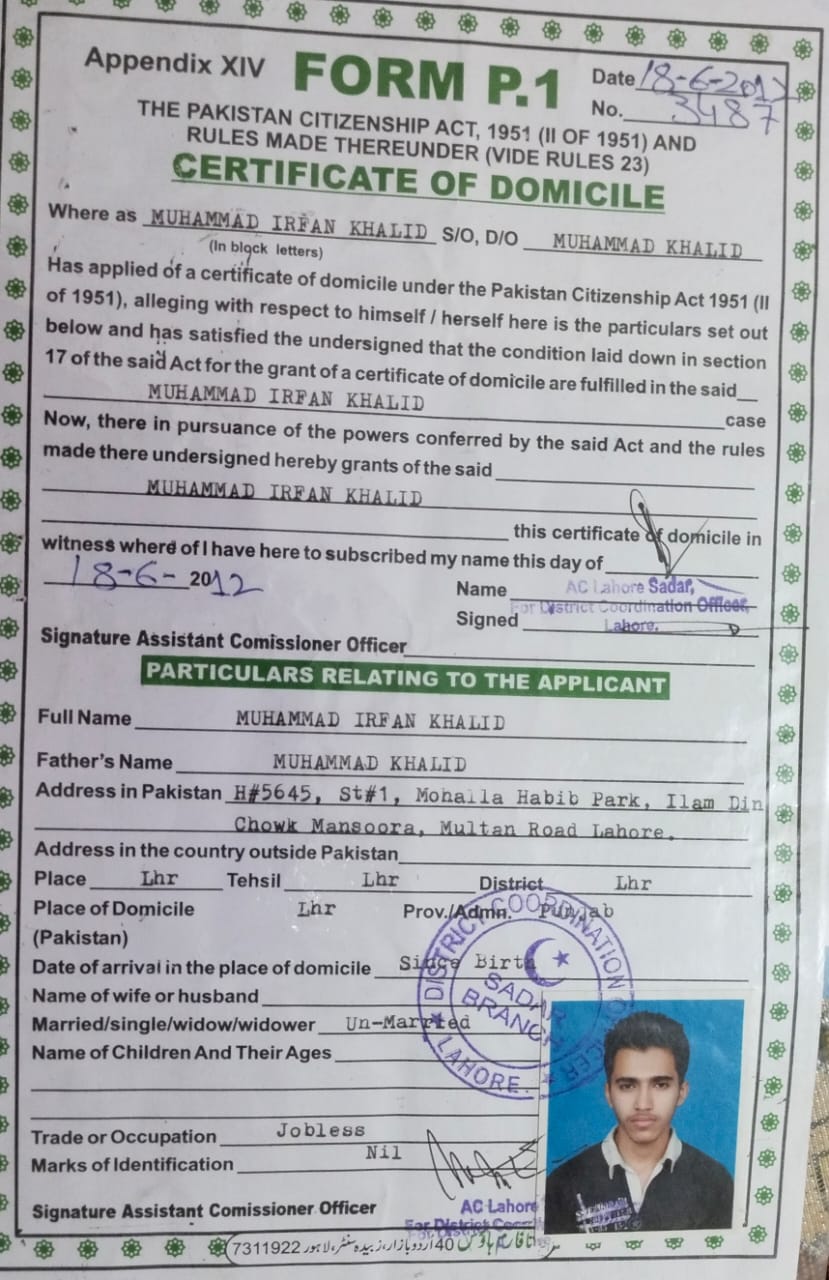 Appendix XIV FORM P.1 Date 18-6-2012
No. 3487
THE PAKISTAN CITIZENSHIP ACT, 1951 (II OF 1951) AND
RULES MADE THEREUNDER (VIDE RULES 23)
CERTIFICATE OF DOMICILE
Where as MUHAMMAD IRFAN KHALID S/O, D/O MUHAMMAD KHALID
(In block letters)
Has applied of a certificate of domicile under the Pakistan Citizenship Act 1951 (II
of 1951), alleging with respect to himself / herself here is the particulars set out
below and has satisfied the undersigned that the condition laid down in section
17 of the said Act for the grant of a certificate of domicile are fulfilled in the said
MUHAMMAD IRFAN KHALID case
Now, there in pursuance of the powers conferred by the said Act and the rules
made there undersigned hereby grants of the said
MUHAMMAD IRFAN KHALID
this certificate of domicile in
witness where of I have here to subscribed my name this day of
18-6-2012
Name AC Lahore Sadar,
For District Coordination Officer,
Signed Lahore.
Signature Assistant Comissioner Officer
PARTICULARS RELATING TO THE APPLICANT
Full Name MUHAMMAD IRFAN KHALID
Father's Name MUHAMMAD KHALID
Address in Pakistan H#5645, St#1, Mohalla Habib Park, Ilam Din
Chowk Mansoora, Multan Road Lahore.
Address in the country outside Pakistan
Place Lhr Tehsil Lhr District Lhr
Place of Domicile Lhr Prov./Admn. Punjab
(Pakistan)
Date of arrival in the place of domicile Since Birth
Name of wife or husband
Married/single/widow/widower Un-Married
Name of Children And Their Ages
DISTRICT COORDINATION OFFICER
SADAR
BRANCH
LAHORE
Trade or Occupation Jobless
Marks of Identification Nil
Signature Assistant Comissioner Officer AC Lahore
For District
40 اردو بازار، زبیدہ سنٹر، لاہور 7311922